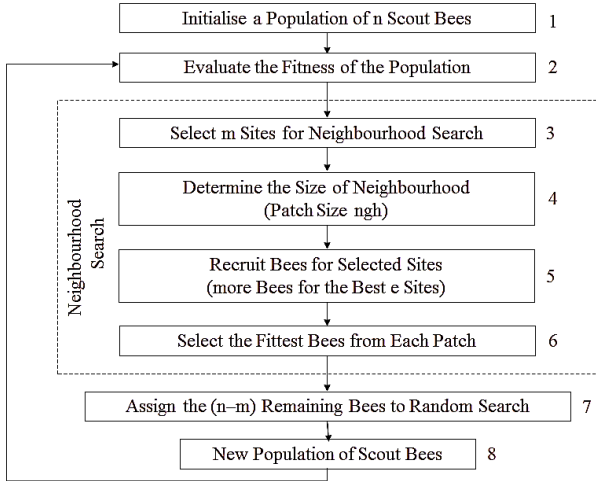 Initialise a Population of n Scout Bees
1
Evaluate the Fitness of the Population
2
Neighbourhood
Search
Select m Sites for Neighbourhood Search
3
Determine the Size of Neighbourhood
(Patch Size ngh)
4
Recruit Bees for Selected Sites
(more Bees for the Best e Sites)
5
Select the Fittest Bees from Each Patch
6
Assign the (n–m) Remaining Bees to Random Search
7
New Population of Scout Bees
8